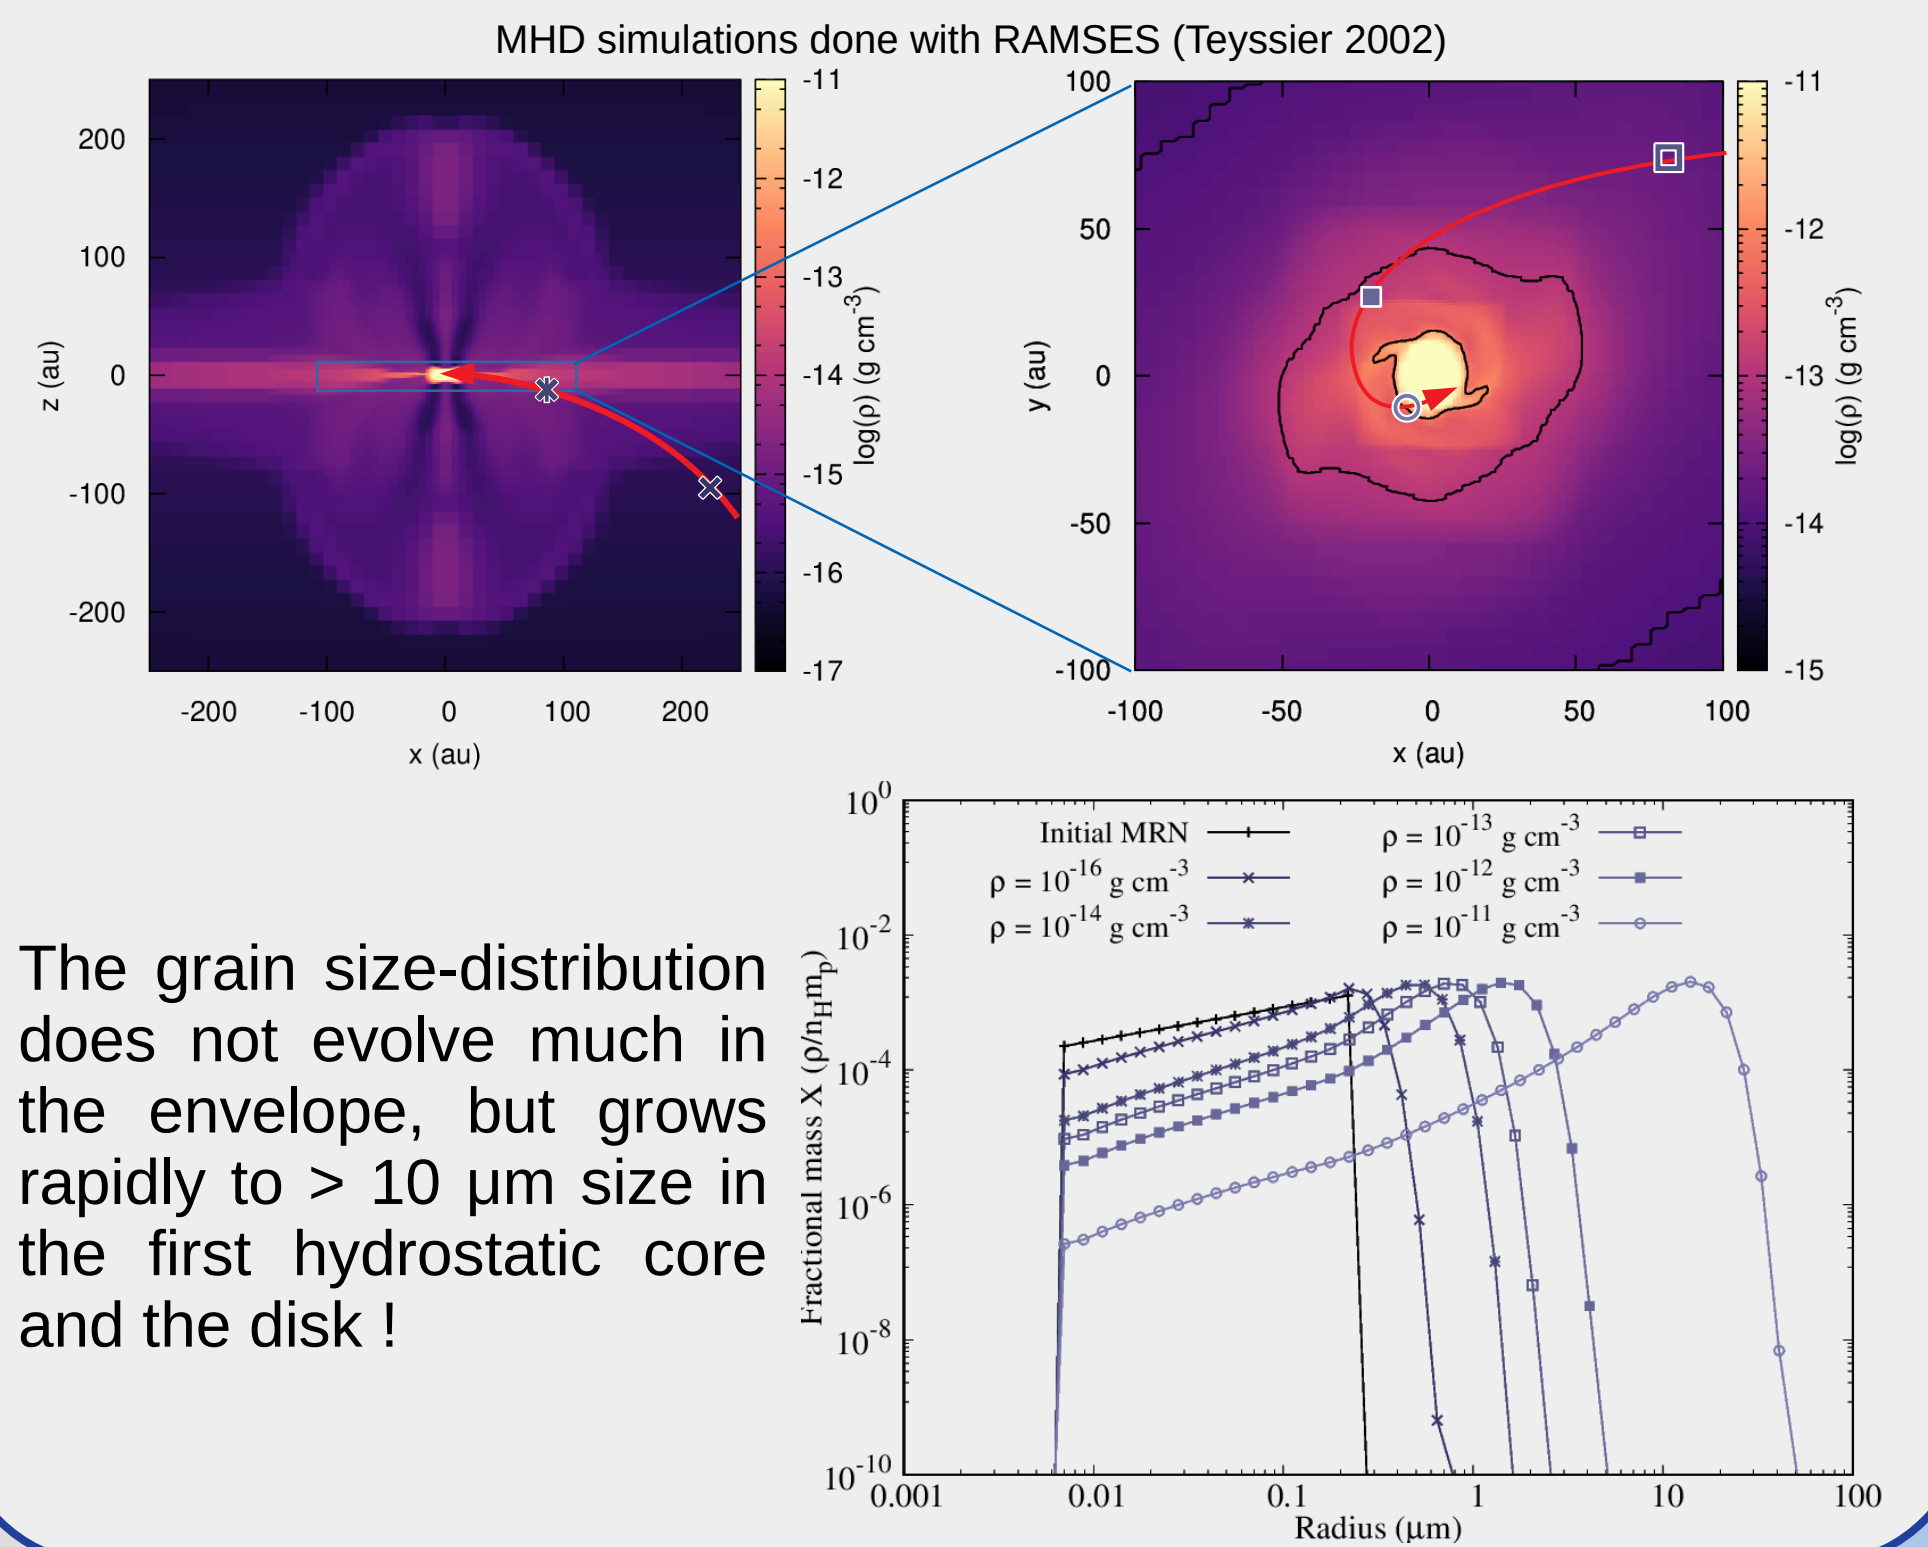 MHD simulations done with RAMSES (Teyssier 2002)
200
100
0
-100
-200
z (au)
-200 -100 0 100 200
x (au)
-11
-12
-13
-14
-15
-16
-17
log(ρ) (g cm⁻³)
100
50
0
-50
-100
y (au)
-100 -50 0 50 100
x (au)
-11
-12
-13
-14
-15
log(ρ) (g cm⁻³)
The grain size-distribution
does not evolve much in
the envelope, but grows
rapidly to > 10 μm size in
the first hydrostatic core
and the disk !
Fractional mass X (ρ/n_H m_p)
10⁰
10⁻²
10⁻⁴
10⁻⁶
10⁻⁸
10⁻¹⁰
Initial MRN
ρ = 10⁻¹⁶ g cm⁻³
ρ = 10⁻¹⁴ g cm⁻³
ρ = 10⁻¹³ g cm⁻³
ρ = 10⁻¹² g cm⁻³
ρ = 10⁻¹¹ g cm⁻³
0.001 0.01 0.1 1 10 100
Radius (μm)